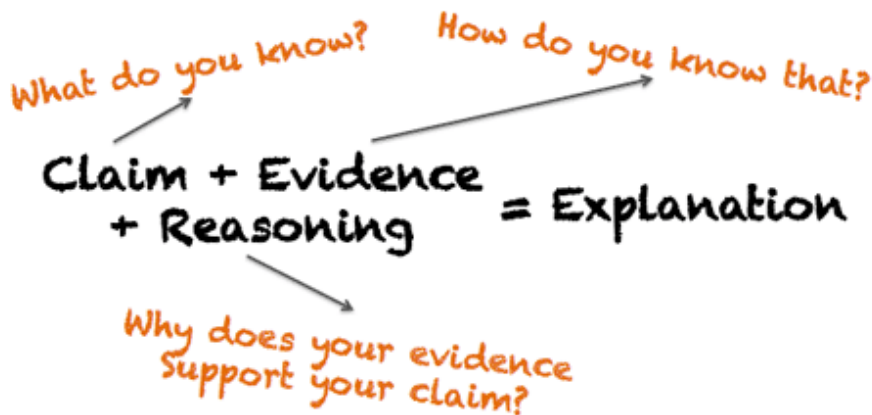 What do you know?
How do you know that?
Claim + Evidence
+ Reasoning
= Explanation
Why does your evidence
Support your claim?